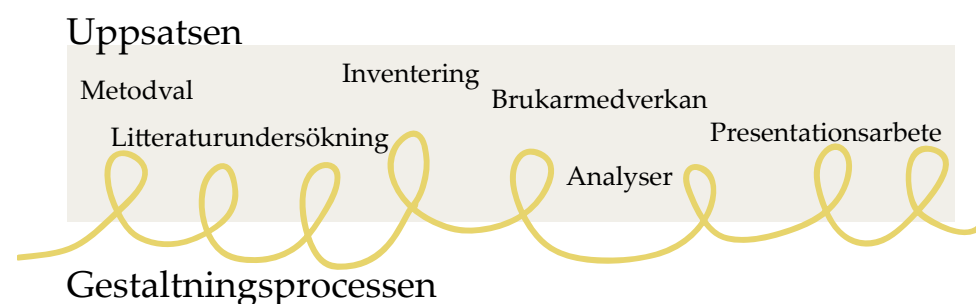 Uppsatsen
Metodval
Inventering
Brukarmedverkan
Litteraturundersökning
Presentationsarbete
Analyser
Gestaltningsprocessen